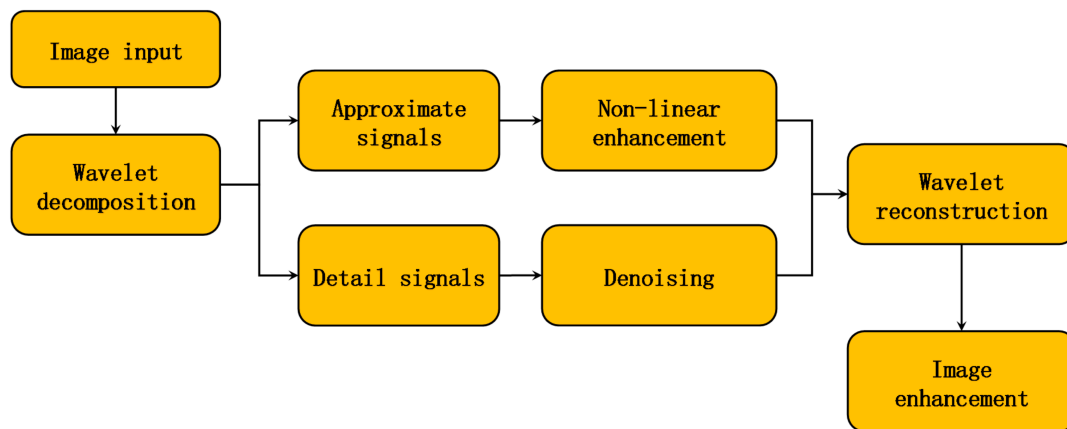 Image input
Wavelet
decomposition
Approximate
signals
Non-linear
enhancement
Detail signals
Denoising
Wavelet
reconstruction
Image
enhancement